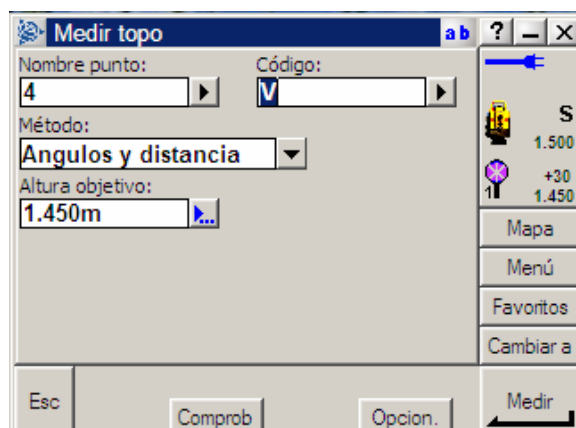 Medir topo
ab ? — X
Nombre punto: Código:
4 V
Método:
Angulos y distancia
Altura objetivo:
1.450m
S
1.500
+30
1
1.450
Mapa
Menú
Favoritos
Cambiar a
Esc Comprob Opcion. Medir